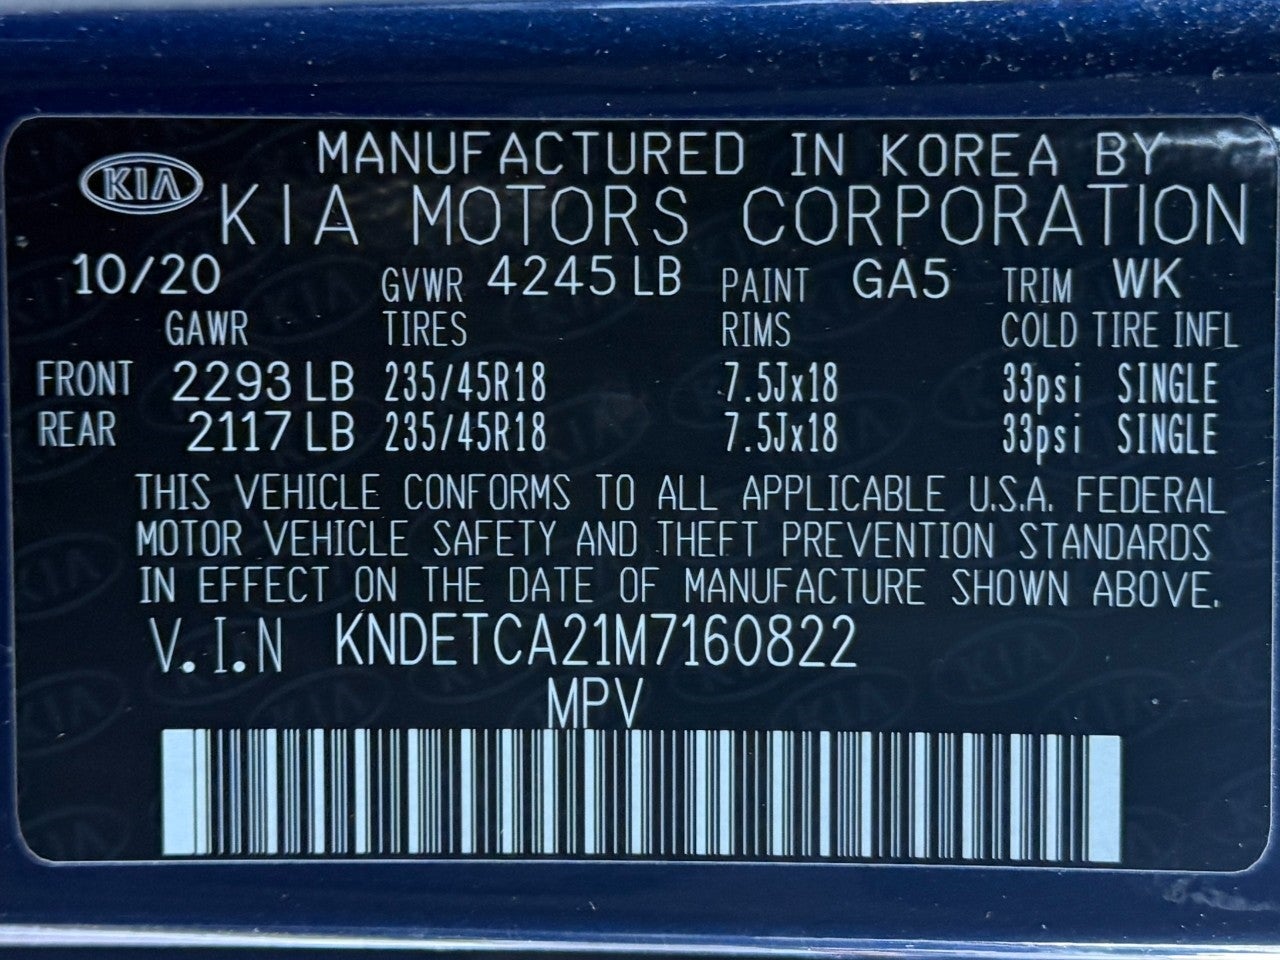 MANUFACTURED IN KOREA BY
KIA KIA MOTORS CORPORATION
10/20 GVWR 4245 LB PAINT GA5 TRIM WK
GAWR TIRES RIMS COLD TIRE INFL
FRONT 2293 LB 235/45R18 7.5Jx18 33psi SINGLE
REAR 2117 LB 235/45R18 7.5Jx18 33psi SINGLE
THIS VEHICLE CONFORMS TO ALL APPLICABLE U.S.A. FEDERAL
MOTOR VEHICLE SAFETY AND THEFT PREVENTION STANDARDS
IN EFFECT ON THE DATE OF MANUFACTURE SHOWN ABOVE.
V.I.N KNDETCA21M7160822
MPV